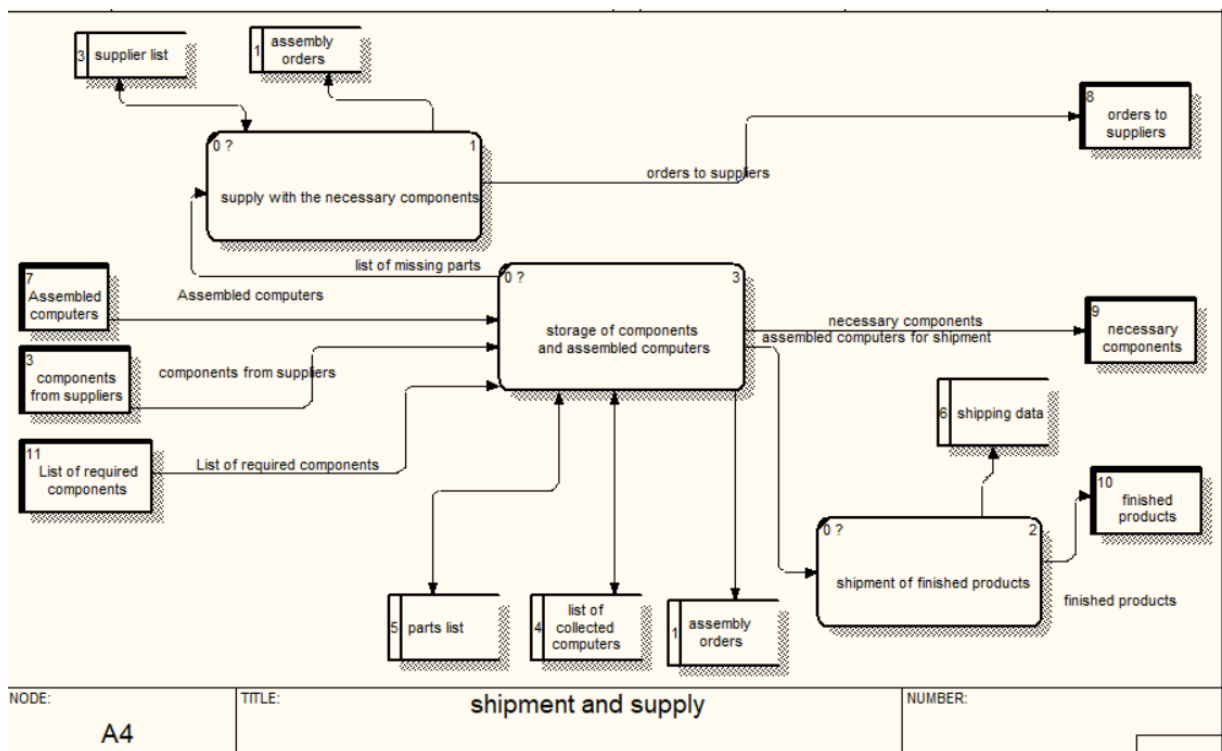 3
supplier list
1
assembly
orders
8
orders to
suppliers
0 ?
1
supply with the necessary components
orders to suppliers
list of missing parts
7
Assembled
computers
Assembled computers
0 ?
3
storage of components
and assembled computers
necessary components
assembled computers for shipment
9
necessary
components
3
components
from suppliers
components from suppliers
6
shipping data
11
List of required
components
List of required components
10
finished
products
0 ?
2
shipment of finished products
finished products
5
parts list
4
list of
collected
computers
1
assembly
orders
NODE:
A4
TITLE:
shipment and supply
NUMBER: